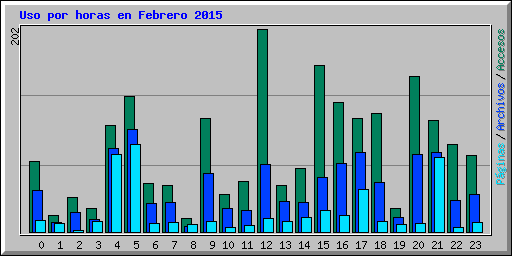 Uso por horas en Febrero 2015
202
Páginas / Archivos / Accesos
0 1 2 3 4 5 6 7 8 9 10 11 12 13 14 15 16 17 18 19 20 21 22 23